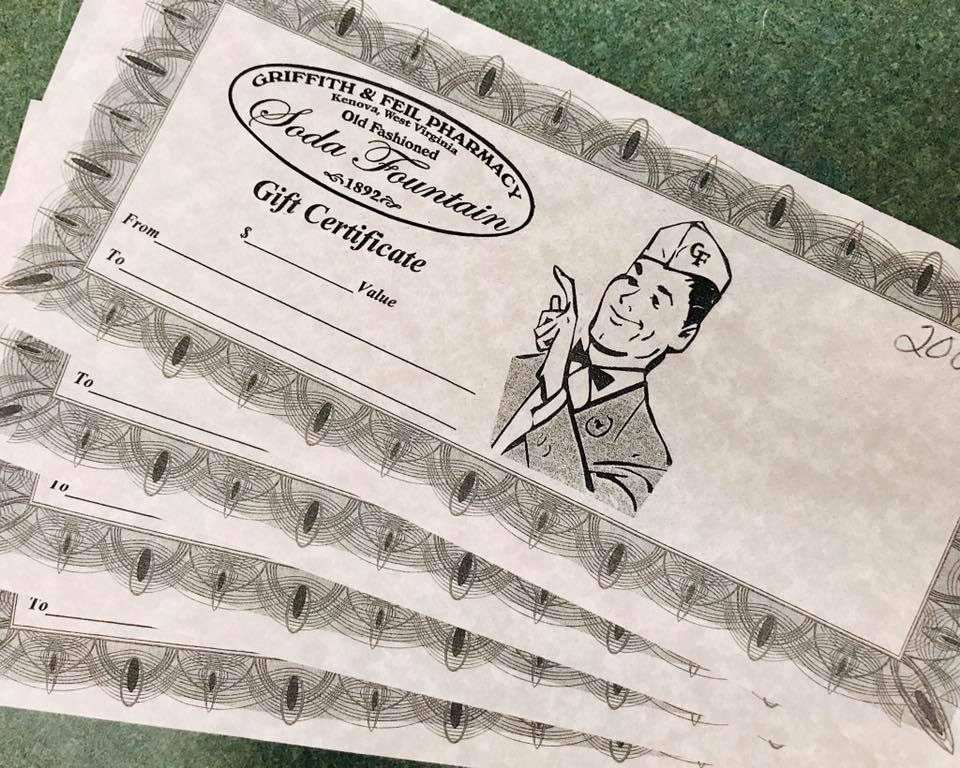 GRIFFITH & FEIL PHARMACY
Kenova, West Virginia
Old Fashioned
Soda Fountain
1892
Gift Certificate
$ Value
From
To
GF
To
To
To